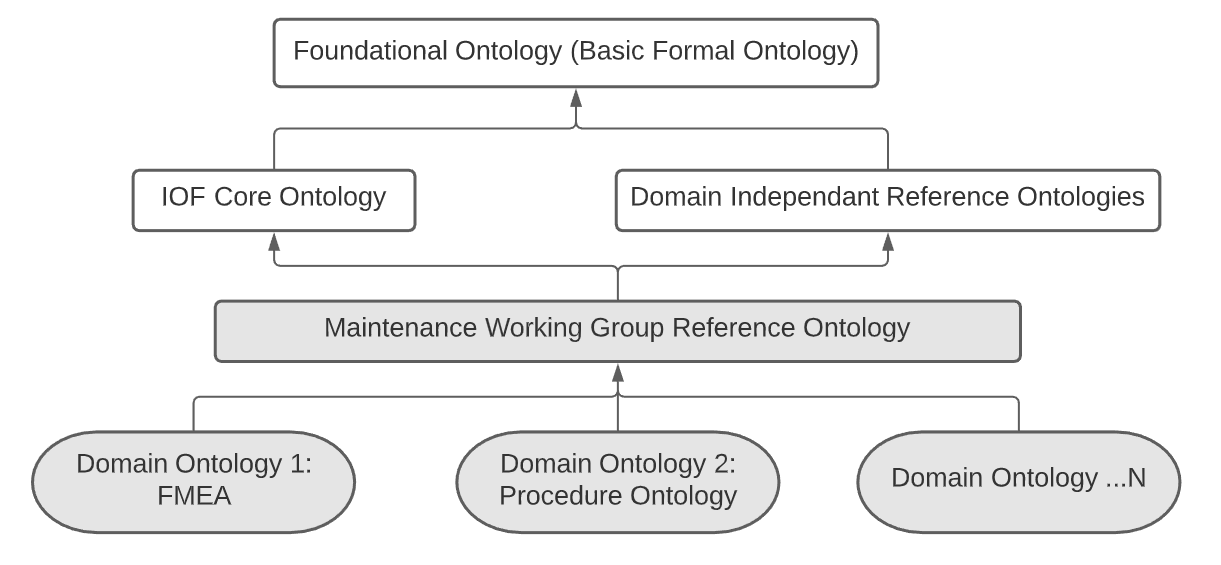 Foundational Ontology (Basic Formal Ontology)
IOF Core Ontology
Domain Independant Reference Ontologies
Maintenance Working Group Reference Ontology
Domain Ontology 1:
FMEA
Domain Ontology 2:
Procedure Ontology
Domain Ontology ...N